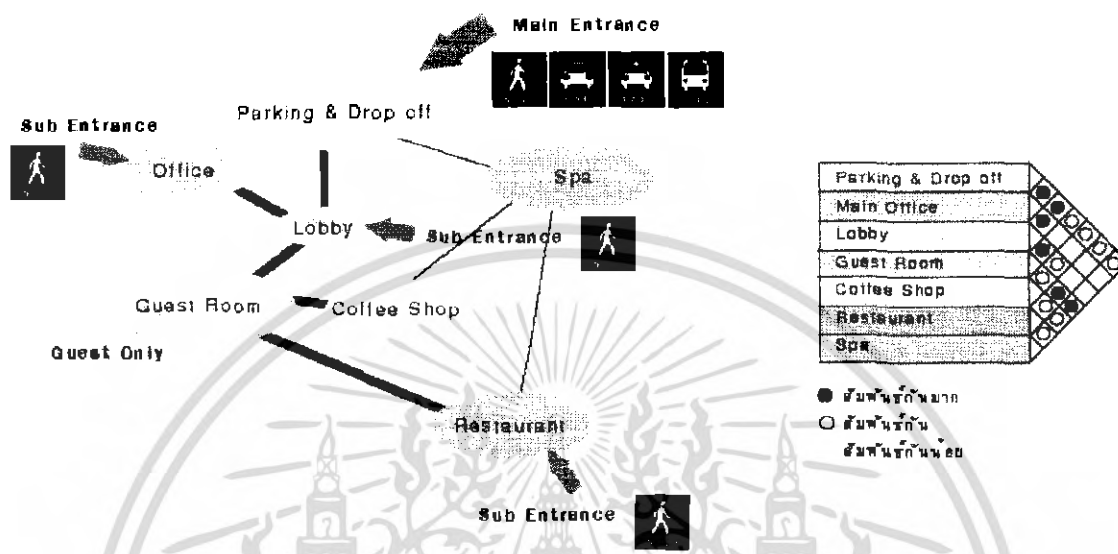 Main Entrance
Parking & Drop off
Sub Entrance
Office
Spa
Lobby
Sub Entrance
Guest Room
Coffee Shop
Guest Only
Restaurant
Sub Entrance
Parking & Drop off
Main Office
Lobby
Guest Room
Coffee Shop
Restaurant
Spa
สัมพันธ์กันมาก
สัมพันธ์กัน
สัมพันธ์กันน้อย